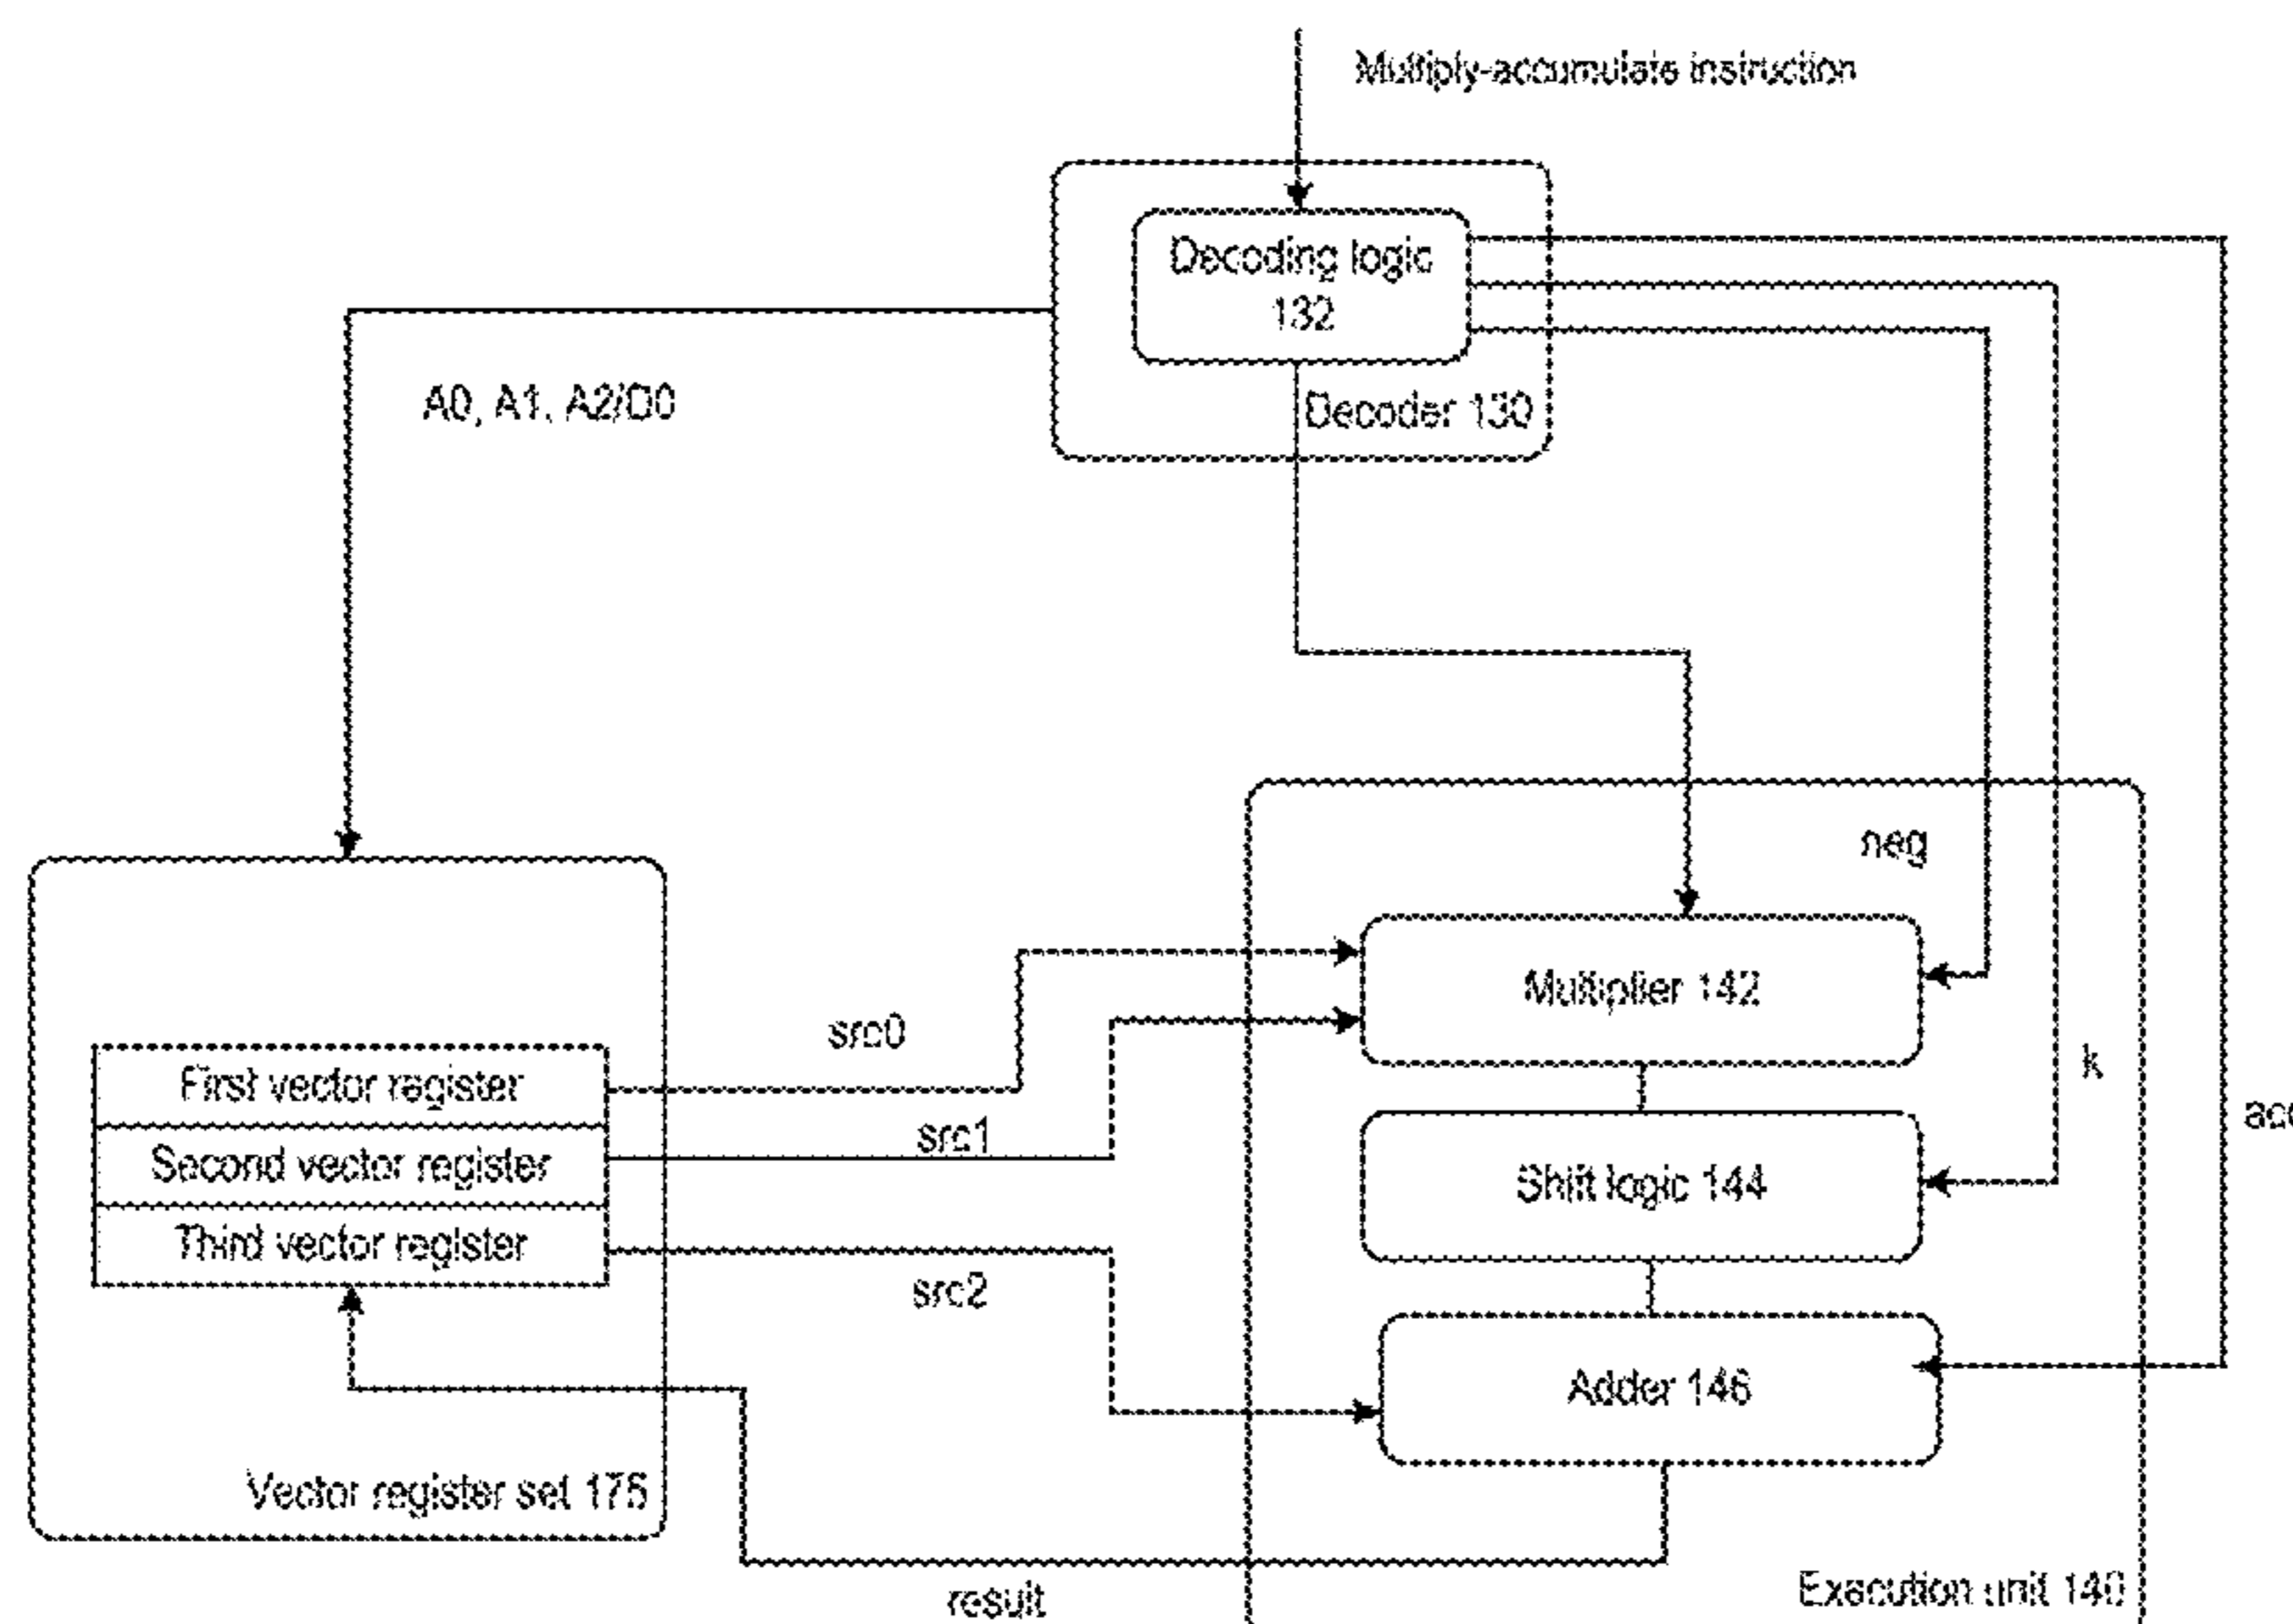 Multiply-accumulate instruction
Decoding logic
132
Decoder 130
A0, A1, A2/D0
neg
Multiplier 142
src0
k
First vector register
src1
Second vector register
Shift logic 144
Third vector register
src2
Adder 146
Vector register set 175
result
Execution unit 140